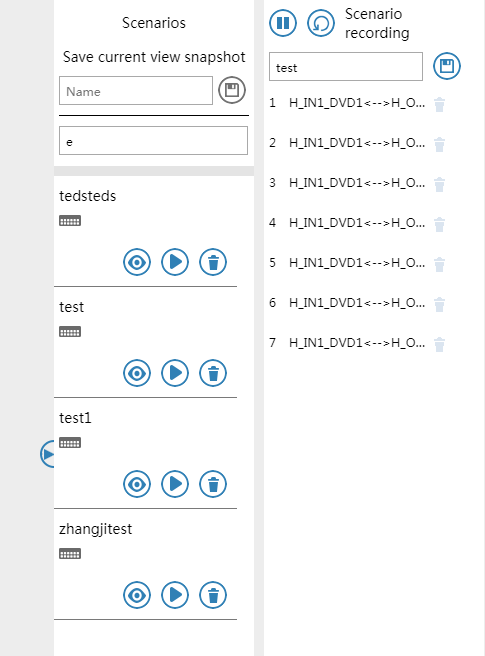 Scenarios
Save current view snapshot
Name
e
tedsteds
test
test1
zhangjitest
Scenario
recording
test
1 H_IN1_DVD1<-->H_O...
2 H_IN1_DVD1<-->H_O...
3 H_IN1_DVD1<-->H_O...
4 H_IN1_DVD1<-->H_O...
5 H_IN1_DVD1<-->H_O...
6 H_IN1_DVD1<-->H_O...
7 H_IN1_DVD1<-->H_O...